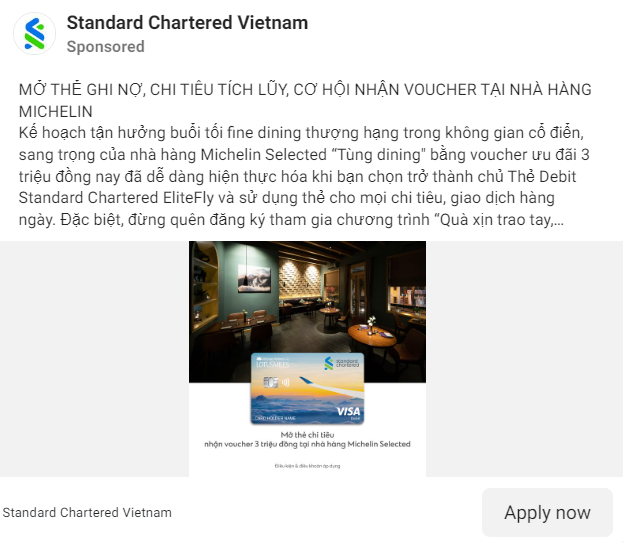 Standard Chartered Vietnam
Sponsored
MỞ THẺ GHI NỢ, CHI TIÊU TÍCH LŨY, CƠ HỘI NHẬN VOUCHER TẠI NHÀ HÀNG
MICHELIN
Kế hoạch tận hưởng buổi tối fine dining thượng hạng trong không gian cổ điển,
sang trọng của nhà hàng Michelin Selected “Tùng dining" bằng voucher ưu đãi 3
triệu đồng nay đã dễ dàng hiện thực hóa khi bạn chọn trở thành chủ Thẻ Debit
Standard Chartered EliteFly và sử dụng thẻ cho mọi chi tiêu, giao dịch hàng
ngày. Đặc biệt, đừng quên đăng ký tham gia chương trình “Quà xịn trao tay,...
LOTUSMILES
standard
chartered
CARD HOLDER NAME
VISA
Mở thẻ chi tiêu
nhận voucher 3 triệu đồng tại nhà hàng Michelin Selected
Điều kiện & điều khoản áp dụng
Standard Chartered Vietnam
Apply now